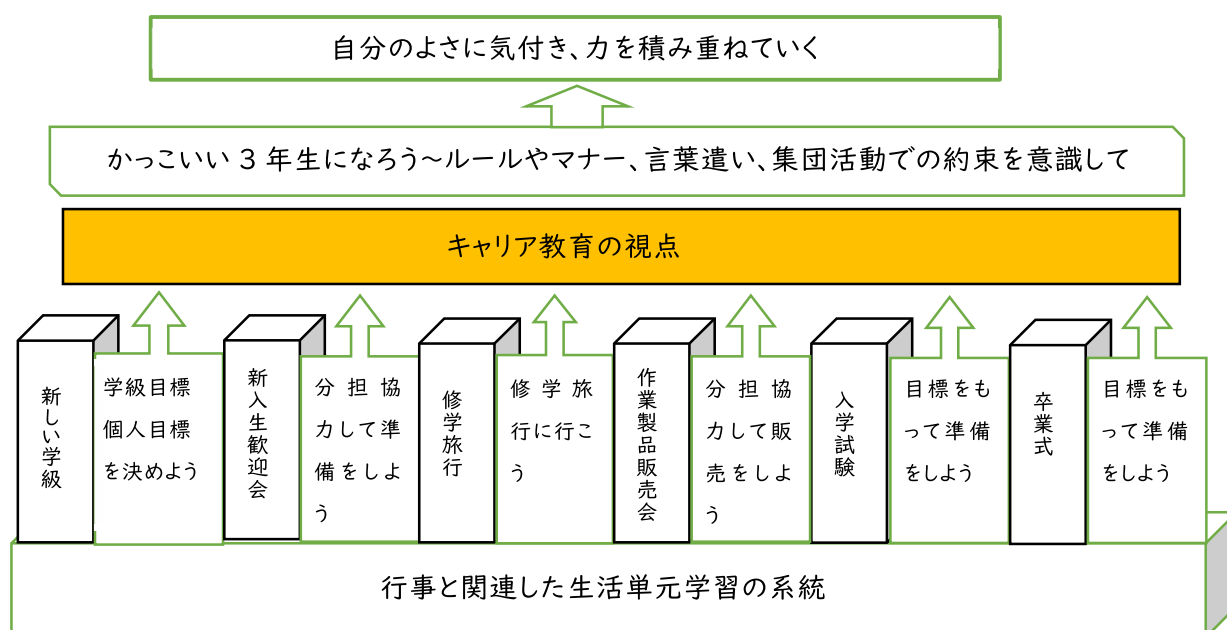 自分のよさに気付き、力を積み重ねていく
かっこいい 3 年生になろう～ルールやマナー、言葉遣い、集団活動での約束を意識して
キャリア教育の視点
新しい学級
学級目標
個人目標
を決めよう
新入生歓迎会
分担協
力して準
備をしよ
う
修学旅行
修学旅
行に行こ
う
作業製品販売会
分担協
力して販
売をしよ
う
入学試験
目標をも
って準備
をしよう
卒業式
目標をも
って準備
をしよう
行事と関連した生活単元学習の系統